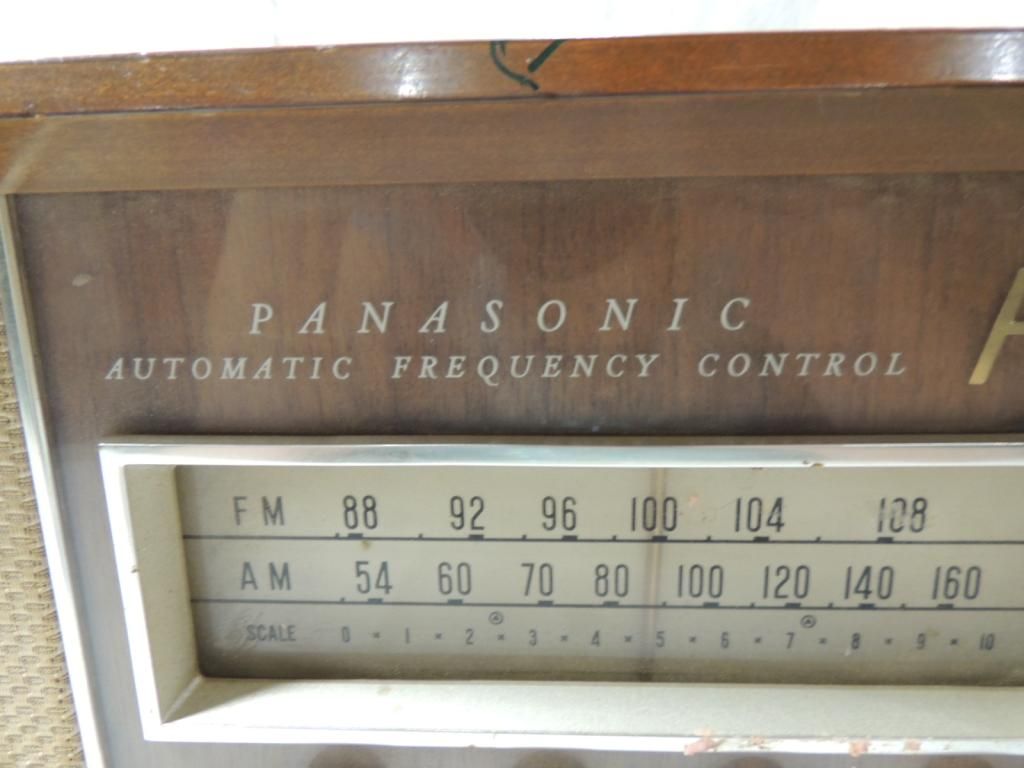 PANASONIC
AUTOMATIC FREQUENCY CONTROL
FM 88 92 96 100 104 108
AM 54 60 70 80 100 120 140 160
SCALE 0 1 2 3 4 5 6 7 8 9 10